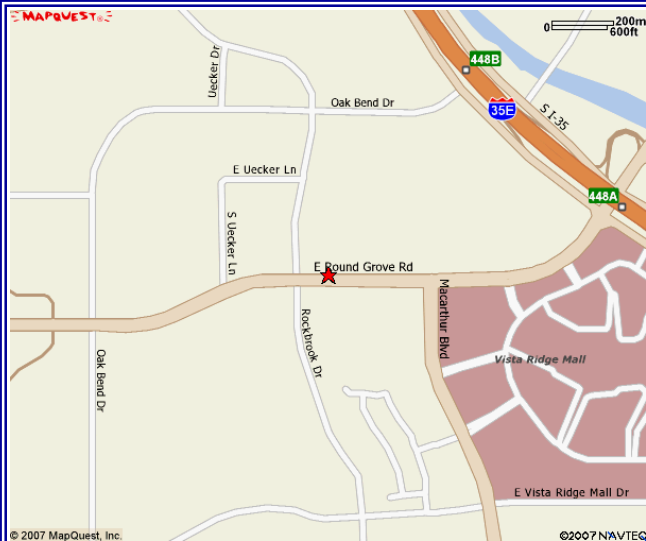 MAPQUEST®
0 200m
600ft
448B
Uecker Dr
Oak Bend Dr
35E
S I-35
E Uecker Ln
448A
S Uecker Ln
E Round Grove Rd
Macarthur Blvd
Rockbrook Dr
Oak Bend Dr
Vista Ridge Mall
E Vista Ridge Mall Dr
© 2007 MapQuest, Inc.
©2007 NAVTEQ